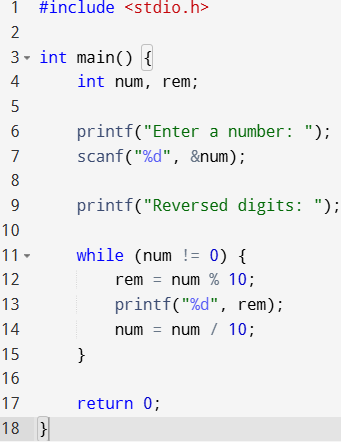 1 #include <stdio.h>
2
3 int main() {
4     int num, rem;
5
6     printf("Enter a number: ");
7     scanf("%d", &num);
8
9     printf("Reversed digits: ");
10
11     while (num != 0) {
12         rem = num % 10;
13         printf("%d", rem);
14         num = num / 10;
15     }
16
17     return 0;
18 }